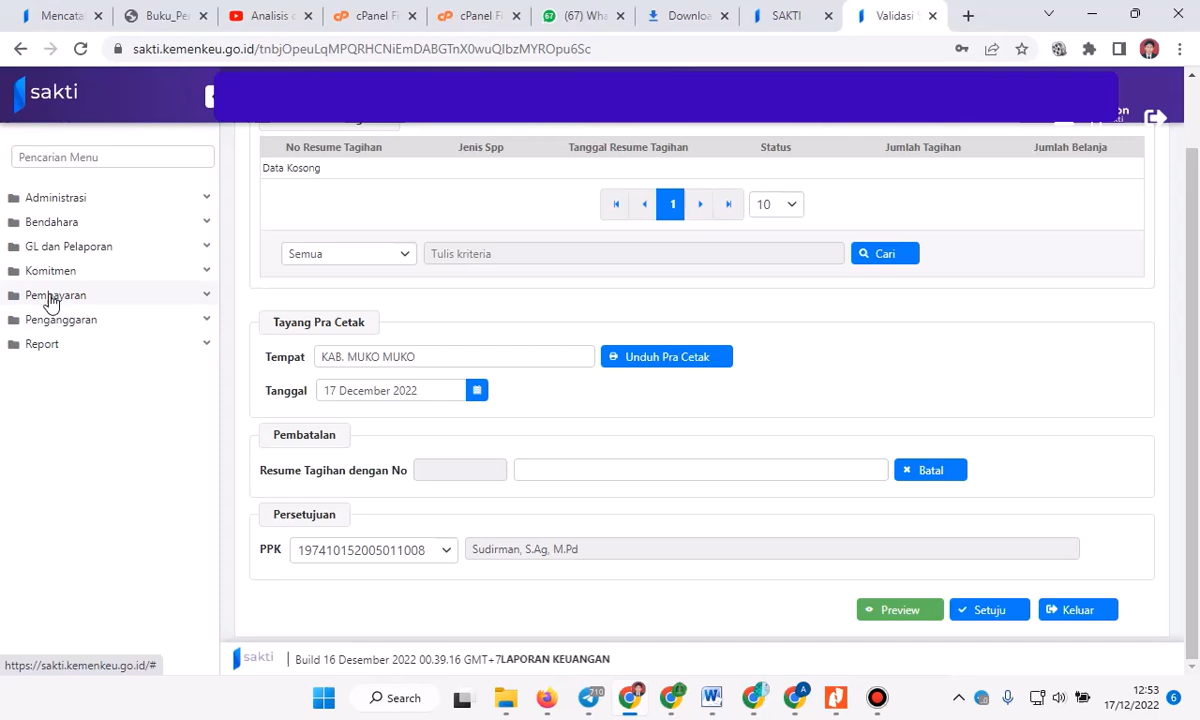 Mencata
Buku_Pe
Analisis d
cPanel Fi
cPanel F
(67) Wha
Downlo
SAKTI
Validasi S
sakti.kemenkeu.go.id/tnbjOpeuLqMPQRHCNiEmDABGTnX0wuQIbzMYROpu6Sc
sakti
on
Pencarian Menu
Administrasi
Bendahara
GL dan Pelaporan
Komitmen
Pembayaran
Penganggaran
Report
No Resume Tagihan Jenis Spp Tanggal Resume Tagihan Status Jumlah Tagihan Jumlah Belanja
Data Kosong
1 10
Semua Tulis kriteria Cari
Tayang Pra Cetak
Tempat KAB. MUKO MUKO Unduh Pra Cetak
Tanggal 17 December 2022
Pembatalan
Resume Tagihan dengan No Batal
Persetujuan
PPK 197410152005011008 Sudirman, S.Ag, M.Pd
Preview Setuju Keluar
https://sakti.kemenkeu.go.id/#
sakti Build 16 Desember 2022 00.39.16 GMT+7LAPORAN KEUANGAN
Search
710
12:53
17/12/2022
6